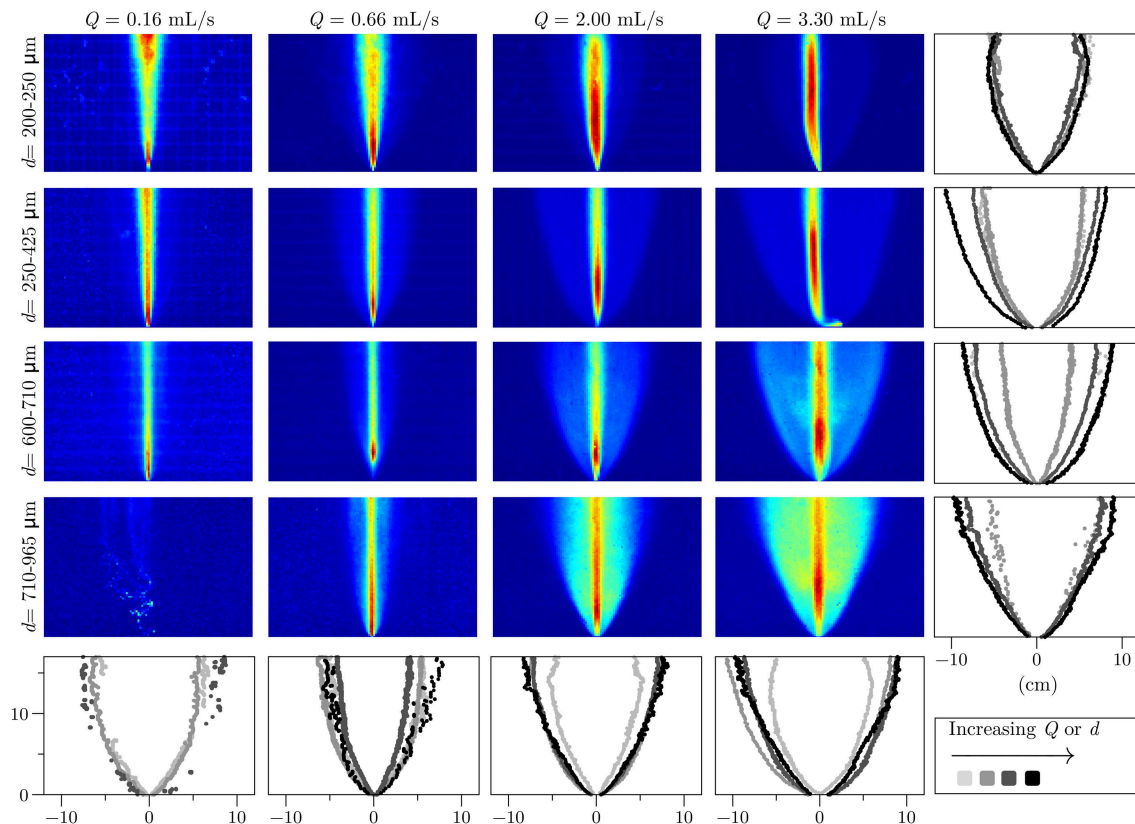 Q = 0.16 mL/s Q = 0.66 mL/s Q = 2.00 mL/s Q = 3.30 mL/s
d= 200-250 μm
d= 250-425 μm
d= 600-710 μm
d= 710-965 μm
−10 0 10
(cm)
10
0
Increasing Q or d
−10 0 10 −10 0 10 −10 0 10 −10 0 10